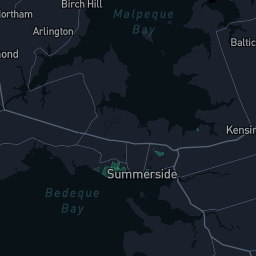 Northam
Birch Hill
Malpeque
Bay
Arlington
Baltic
mond
Kensin
Summerside
Bedeque
Bay